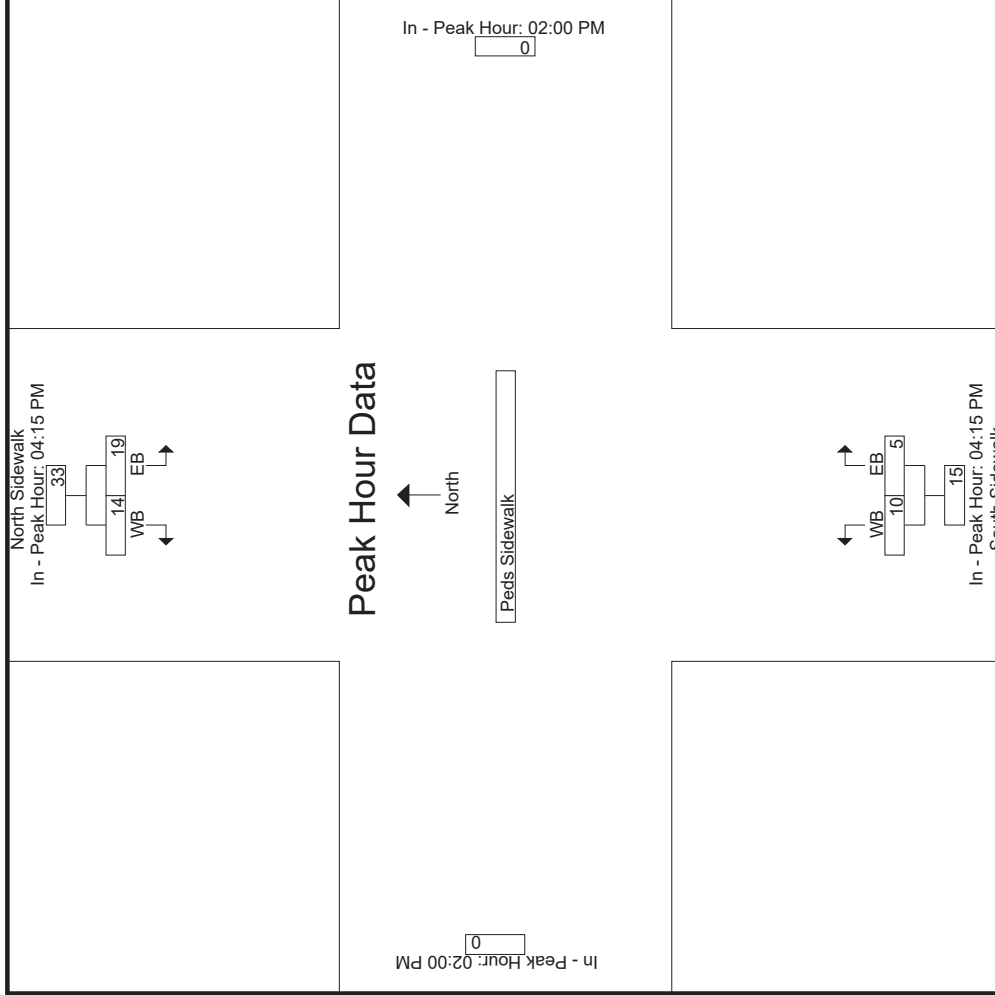 In - Peak Hour: 02:00 PM
0
North Sidewalk
In - Peak Hour: 04:15 PM
33
14
19
WB
EB
Peak Hour Data
North
Peds Sidewalk
WB
EB
10
5
15
In - Peak Hour: 04:15 PM
South Sidewalk
0
In - Peak Hour: 02:00 PM